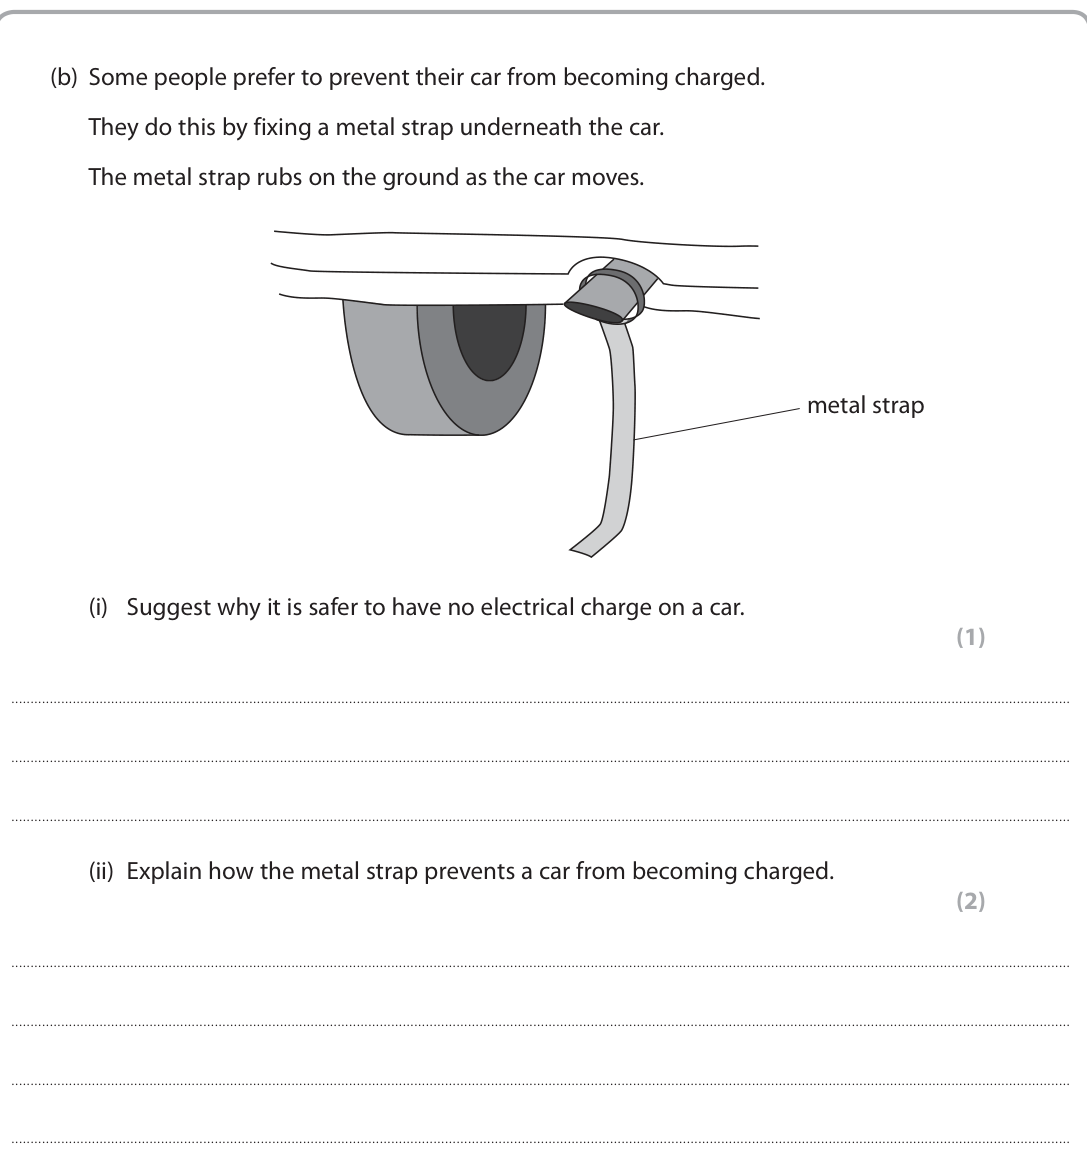 (b) Some people prefer to prevent their car from becoming charged.
They do this by fixing a metal strap underneath the car.
The metal strap rubs on the ground as the car moves.
metal strap
(i) Suggest why it is safer to have no electrical charge on a car.
(1)
(ii) Explain how the metal strap prevents a car from becoming charged.
(2)